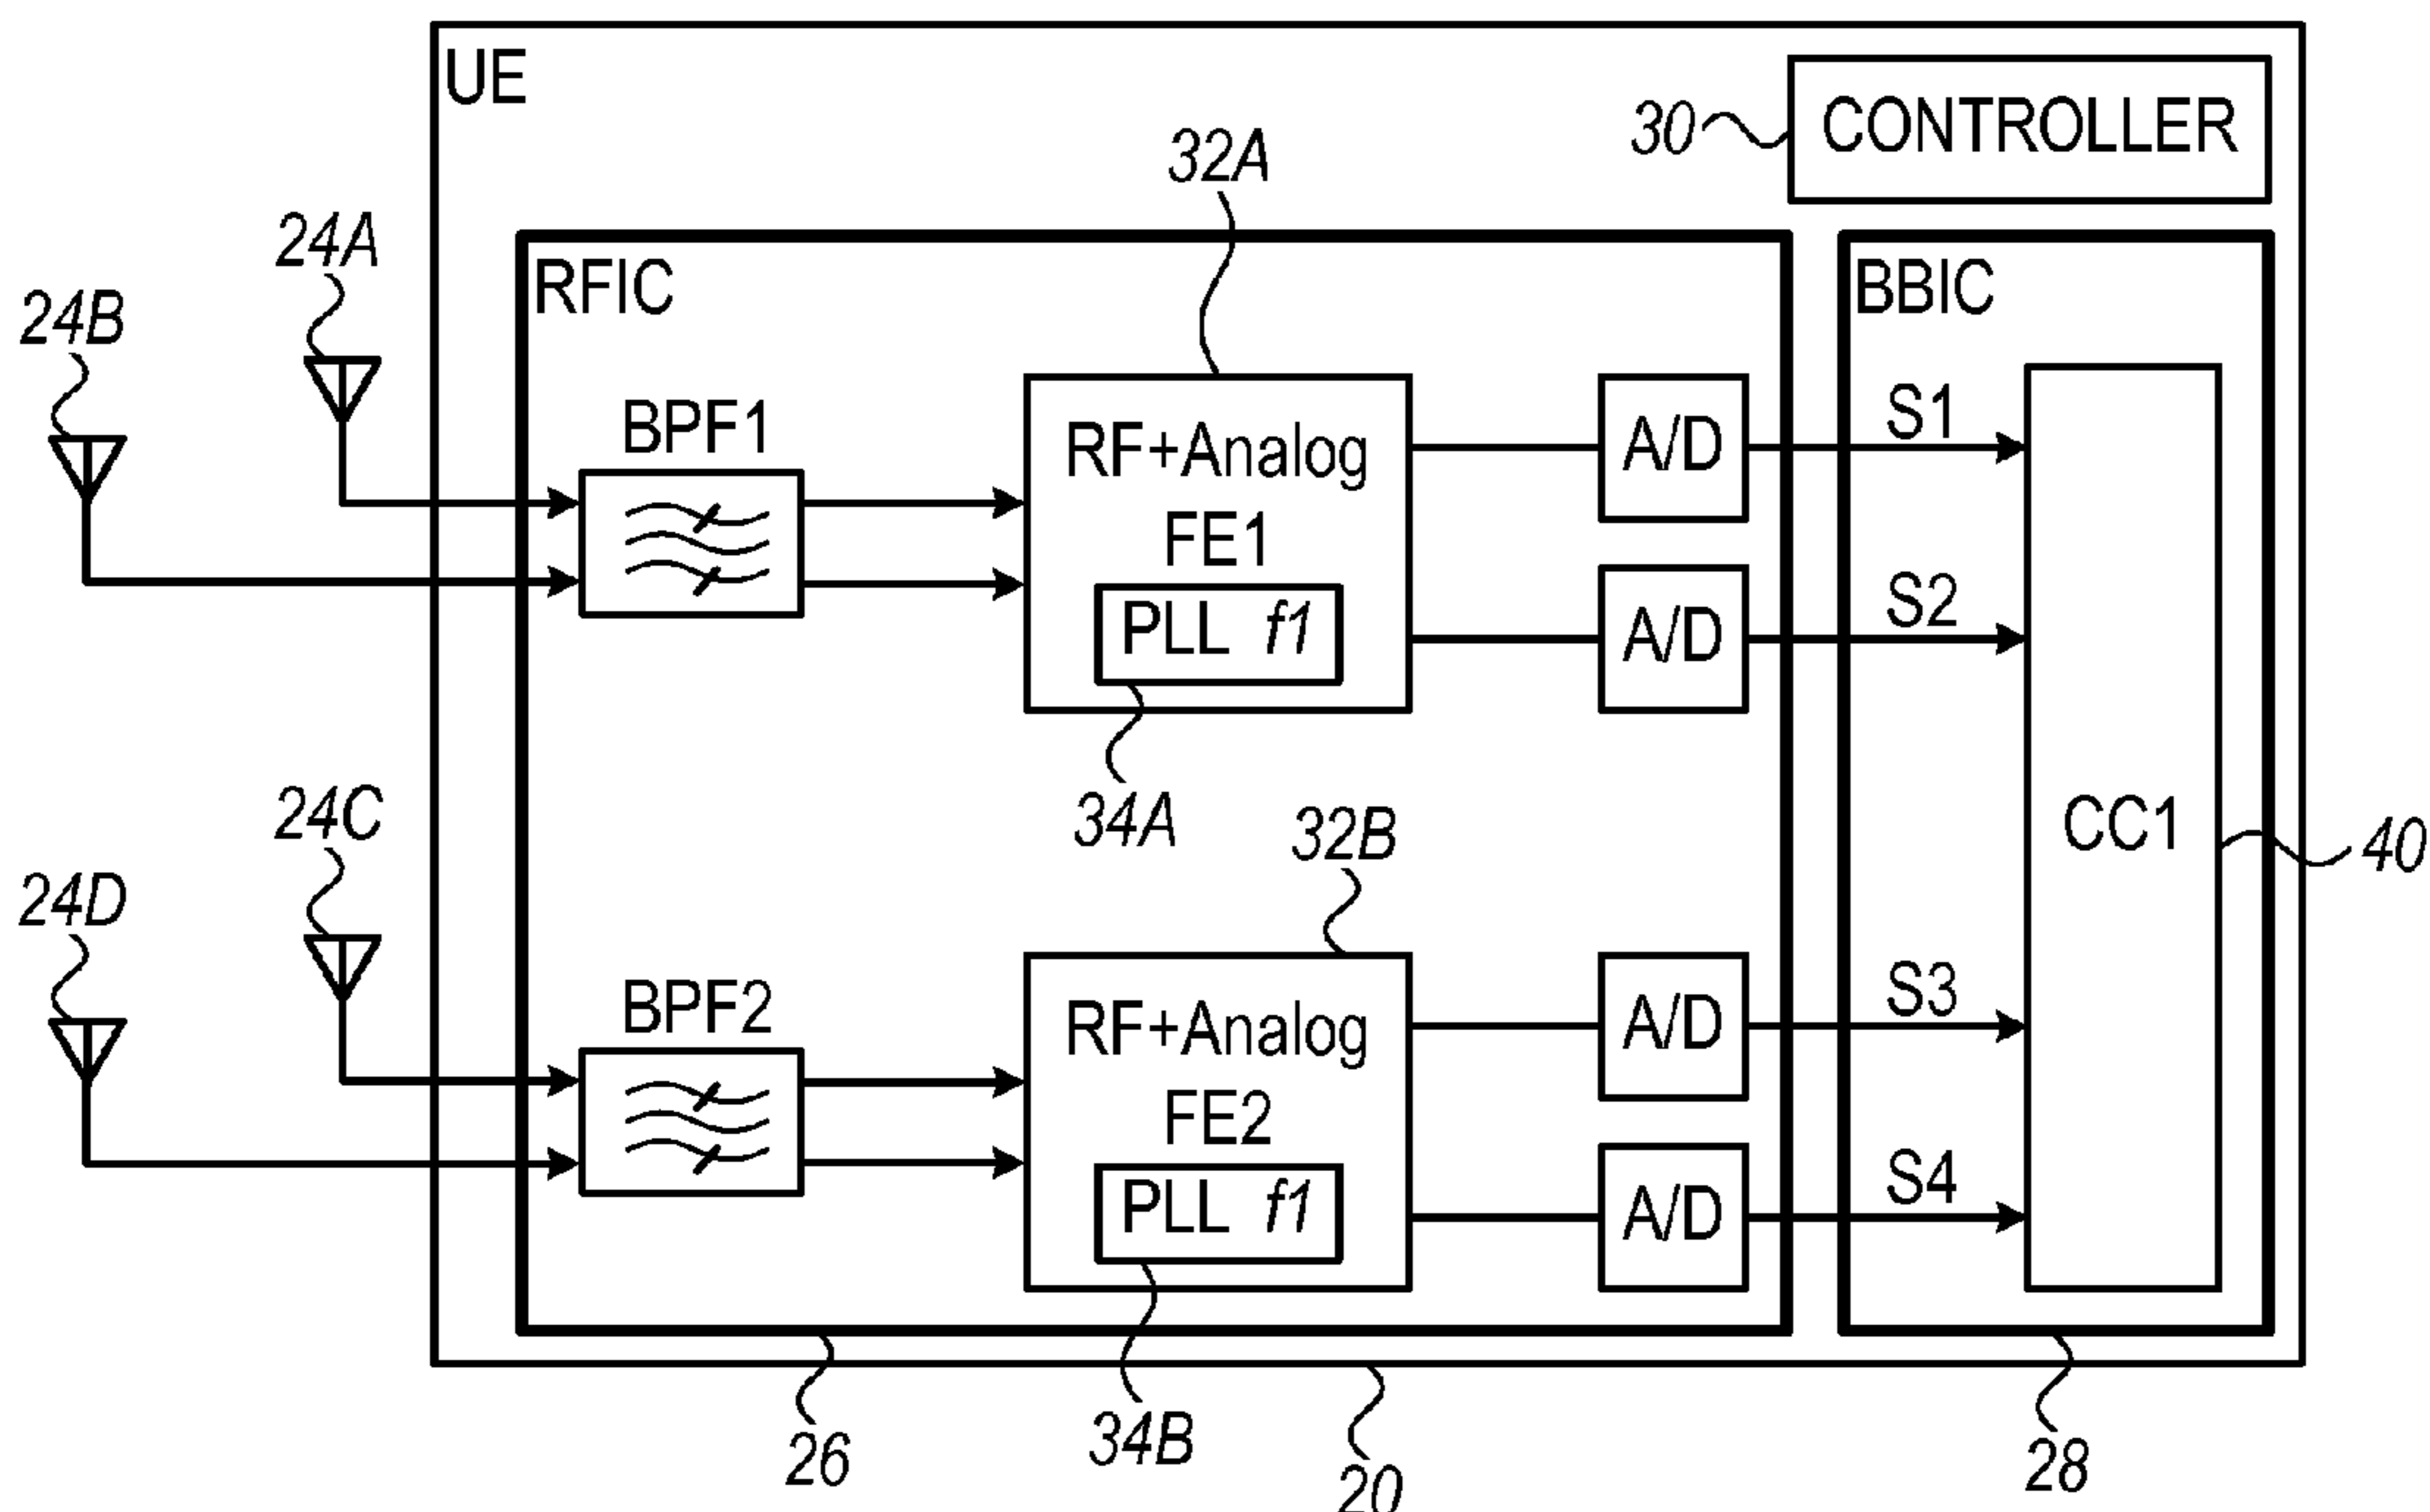 UE
CONTROLLER
30
32A
24A
24B
RFIC
BBIC
BPF1
RF+Analog
FE1
PLL f1
A/D
S1
A/D
S2
34A
24C
24D
32B
CC1
40
BPF2
RF+Analog
FE2
PLL f1
A/D
S3
A/D
S4
26
34B
20
28